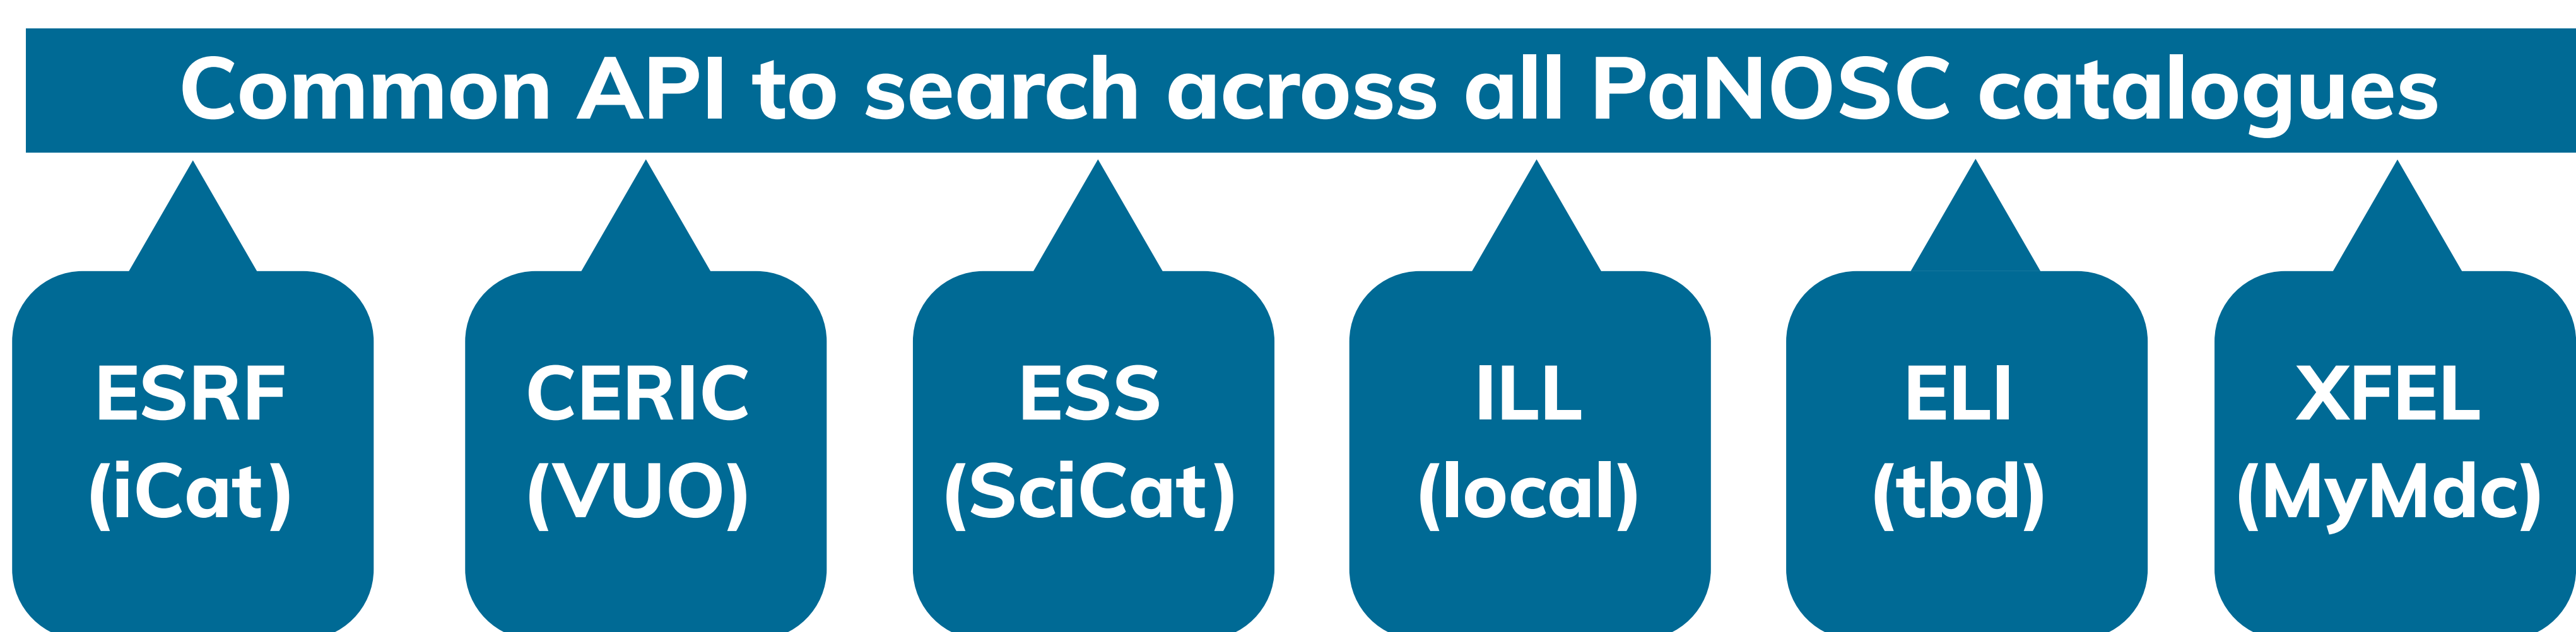 Common API to search across all PaNOSC catalogues
ESRF
(iCat)
CERIC
(VUO)
ESS
(SciCat)
ILL
(local)
ELI
(tbd)
XFEL
(MyMdc)